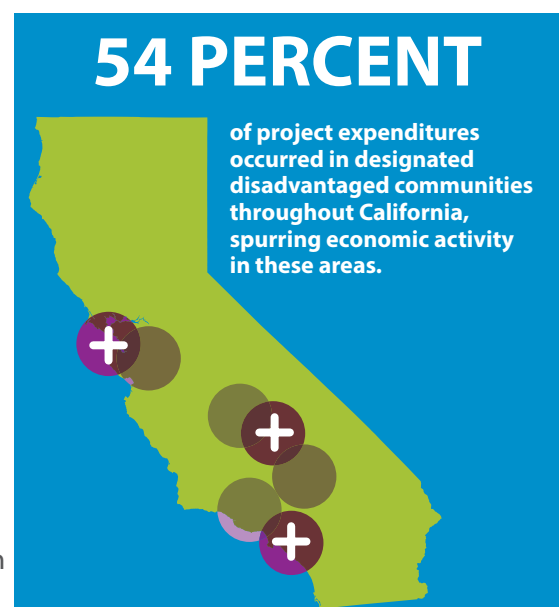 54 PERCENT
of project expenditures
occurred in designated
disadvantaged communities
throughout California,
spurring economic activity
in these areas.